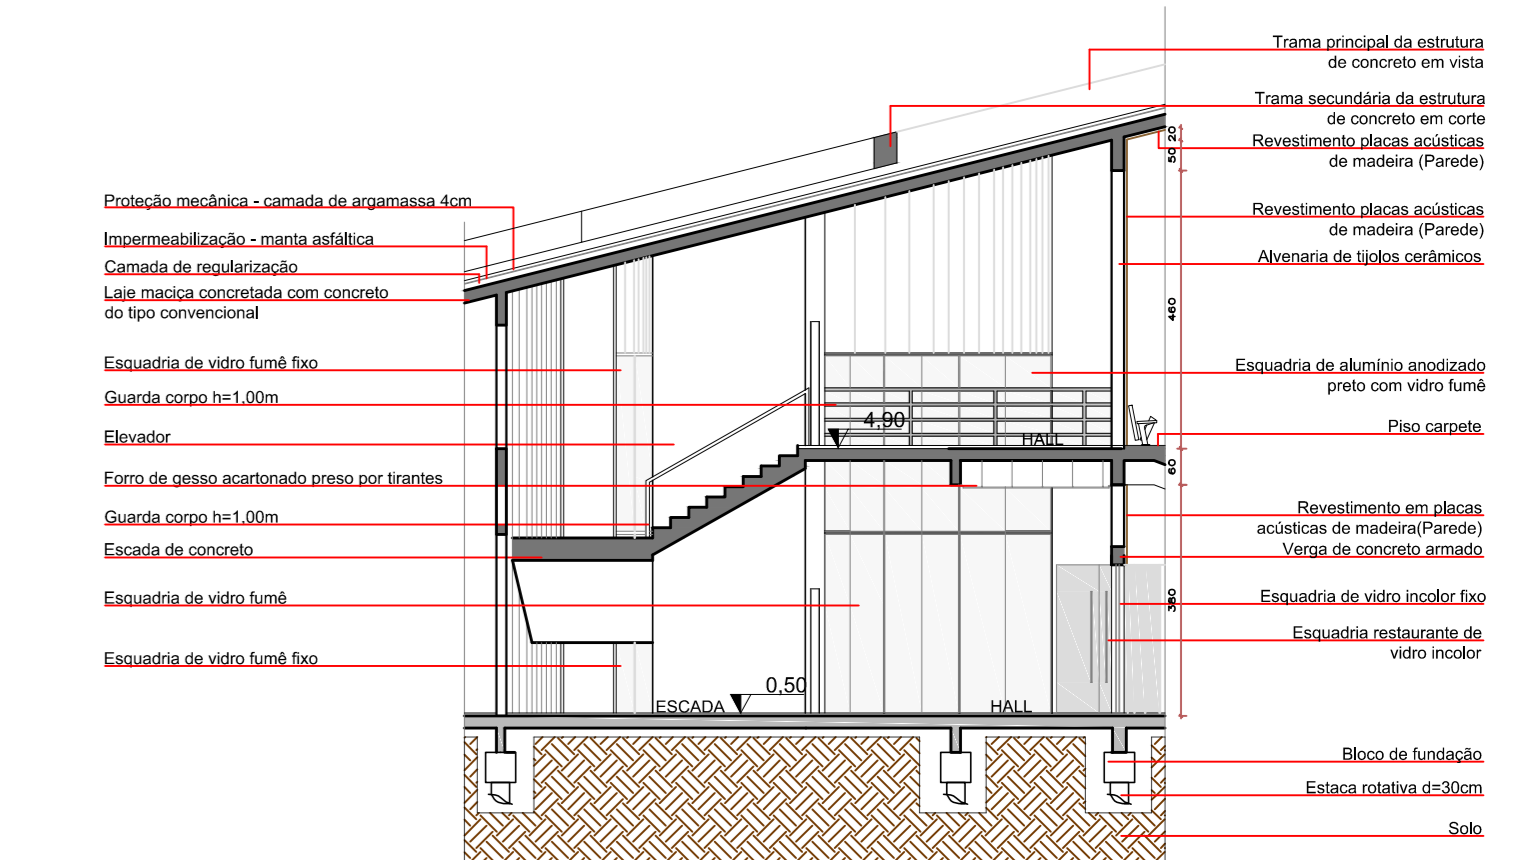 Trama principal da estrutura
de concreto em vista
Trama secundária da estrutura
de concreto em corte
Revestimento placas acústicas
de madeira (Parede)
Revestimento placas acústicas
de madeira (Parede)
Alvenaria de tijolos cerâmicos
Esquadria de alumínio anodizado
preto com vidro fumê
Piso carpete
Revestimento em placas
acústicas de madeira(Parede)
Verga de concreto armado
Esquadria de vidro incolor fixo
Esquadria restaurante de
vidro incolor
Bloco de fundação
Estaca rotativa d=30cm
Solo
Proteção mecânica - camada de argamassa 4cm
Impermeabilização - manta asfáltica
Camada de regularização
Laje maciça concretada com concreto
do tipo convencional
Esquadria de vidro fumê fixo
Guarda corpo h=1,00m
Elevador
Forro de gesso acartonado preso por tirantes
Guarda corpo h=1,00m
Escada de concreto
Esquadria de vidro fumê
Esquadria de vidro fumê fixo
20
50
460
60
380
4,90
HALL
0,50
ESCADA
HALL